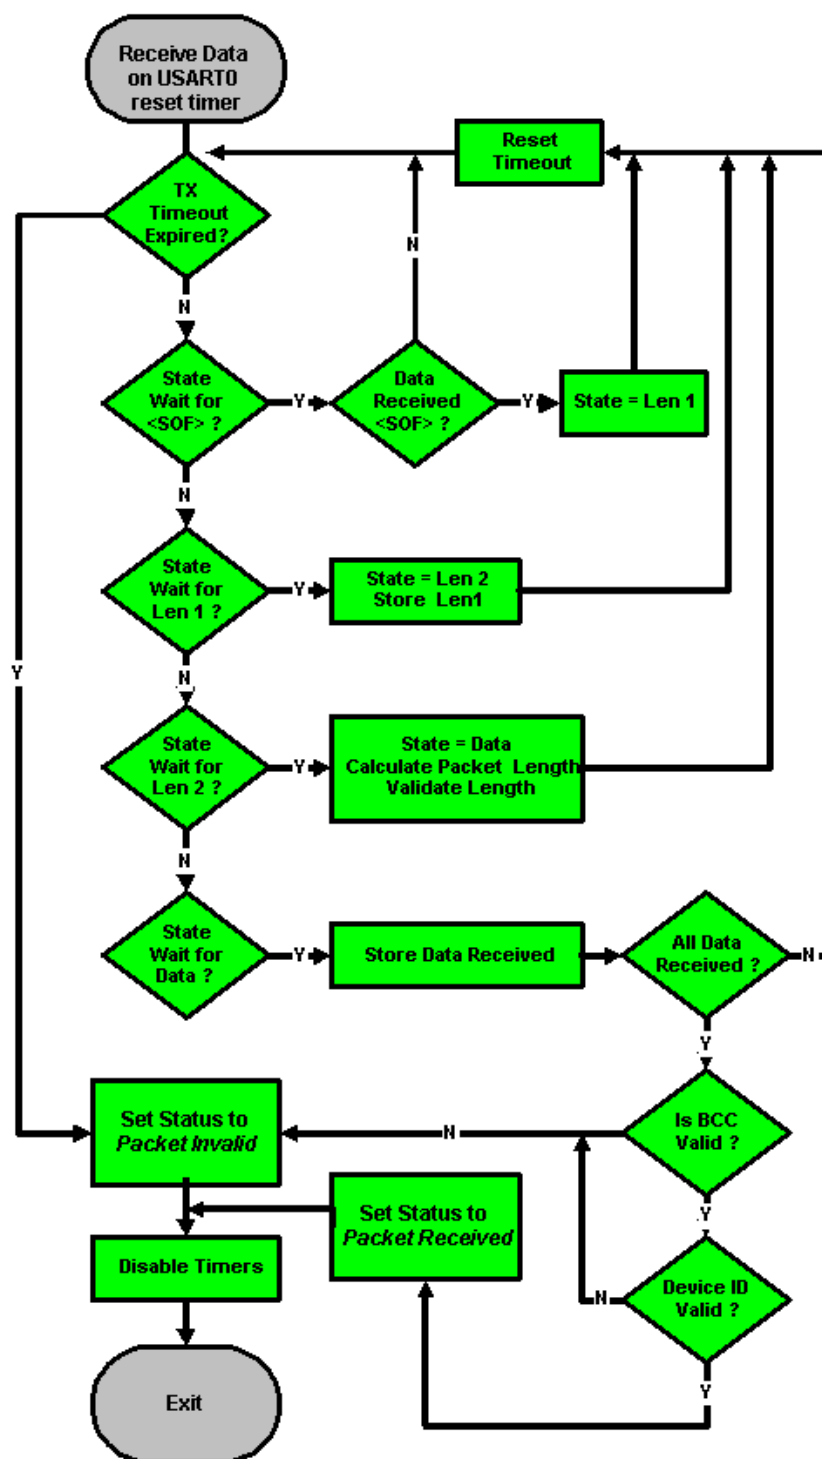 Receive Data
on USART0
reset timer
Reset
Timeout
TX
Timeout
Expired?
N
Y
N
State
Wait for
<SOF> ?
Y
Data
Received
<SOF> ?
Y
State = Len 1
N
State
Wait for
Len 1 ?
Y
State = Len 2
Store Len1
N
State
Wait for
Len 2 ?
Y
State = Data
Calculate Packet Length
Validate Length
N
State
Wait for
Data ?
Y
Store Data Received
All Data
Received ?
N
Y
Set Status to
Packet Invalid
N
Is BCC
Valid ?
Y
Set Status to
Packet Received
Disable Timers
N
Device ID
Valid ?
Y
Exit